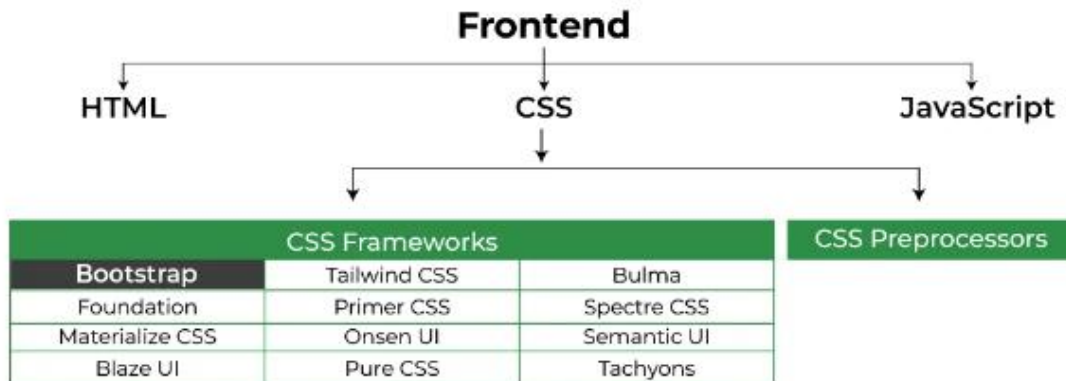 Frontend
HTML CSS JavaScript
CSS Frameworks CSS Preprocessors
Bootstrap Tailwind CSS Bulma
Foundation Primer CSS Spectre CSS
Materialize CSS Onsen UI Semantic UI
Blaze UI Pure CSS Tachyons